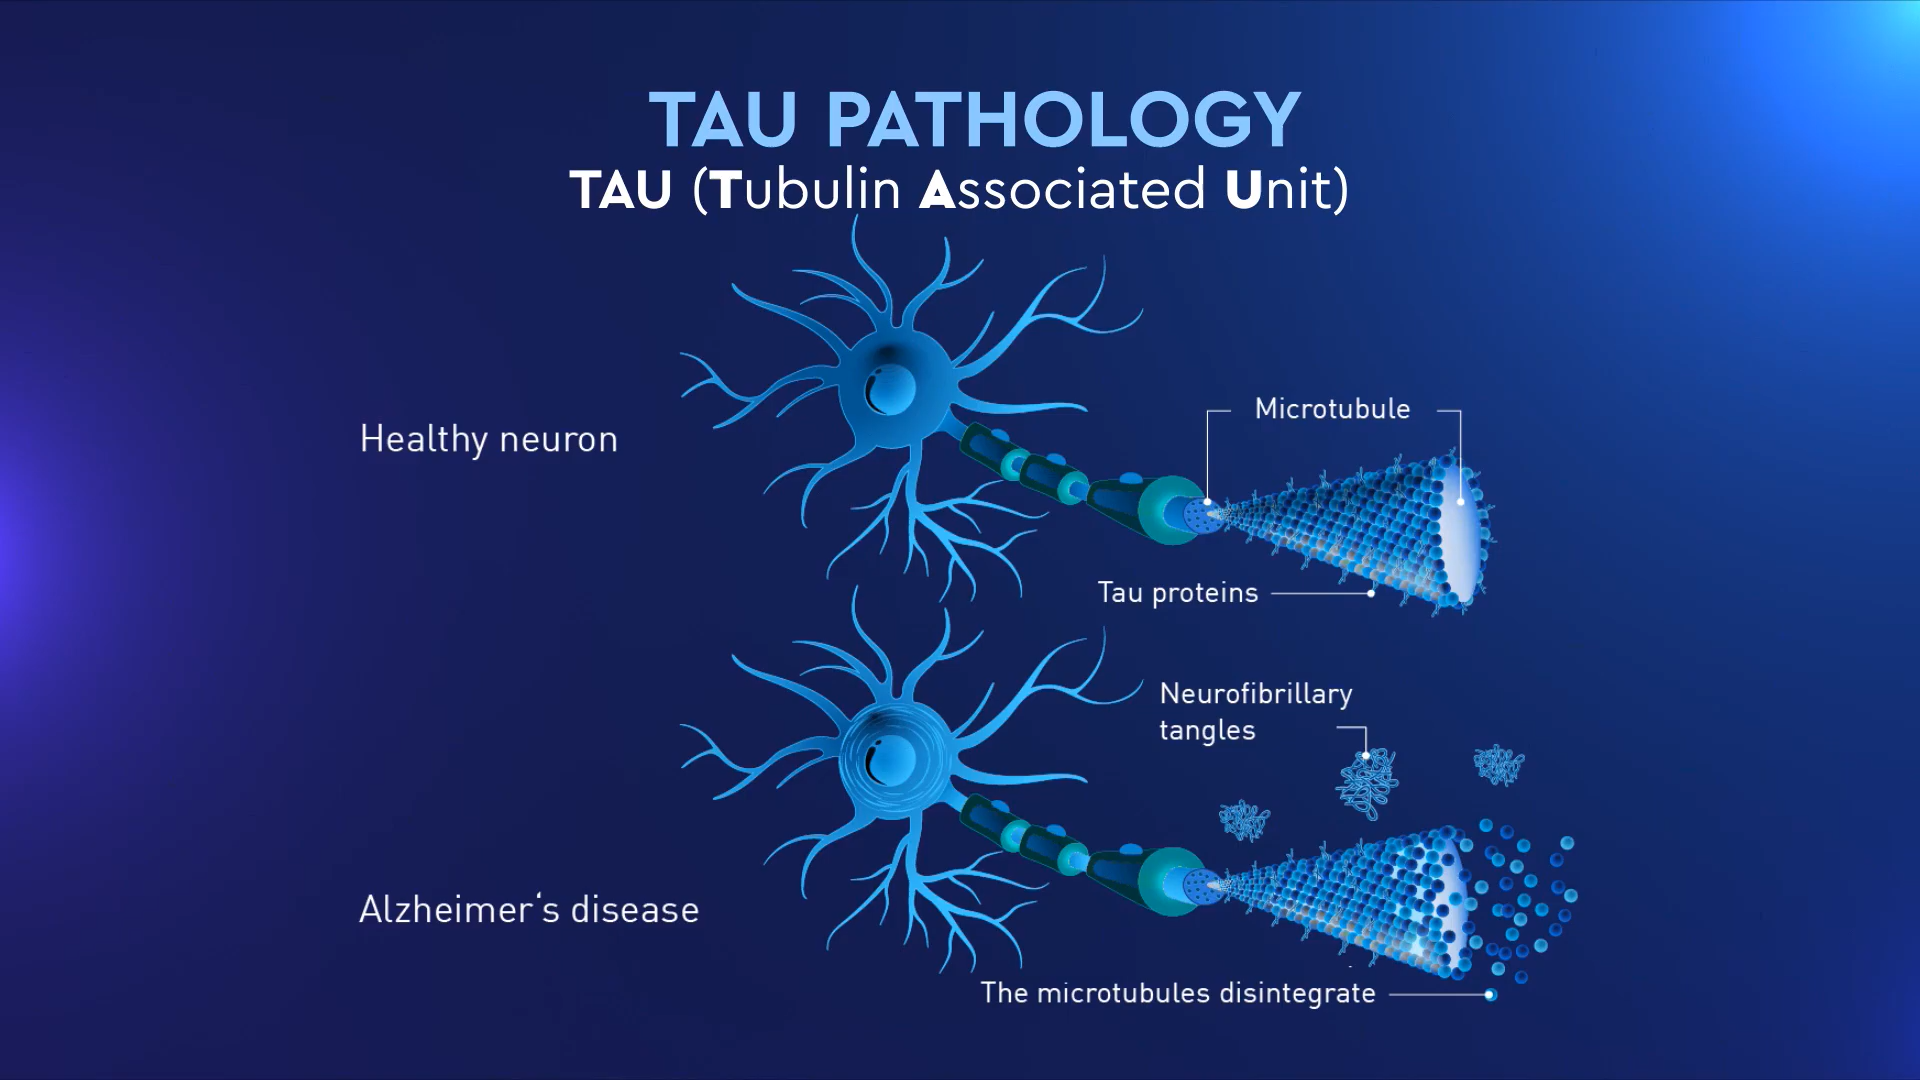 TAU PATHOLOGY
TAU (Tubulin Associated Unit)
Healthy neuron
Microtubule
Tau proteins
Neurofibrillary
tangles
Alzheimer‘s disease
The microtubules disintegrate